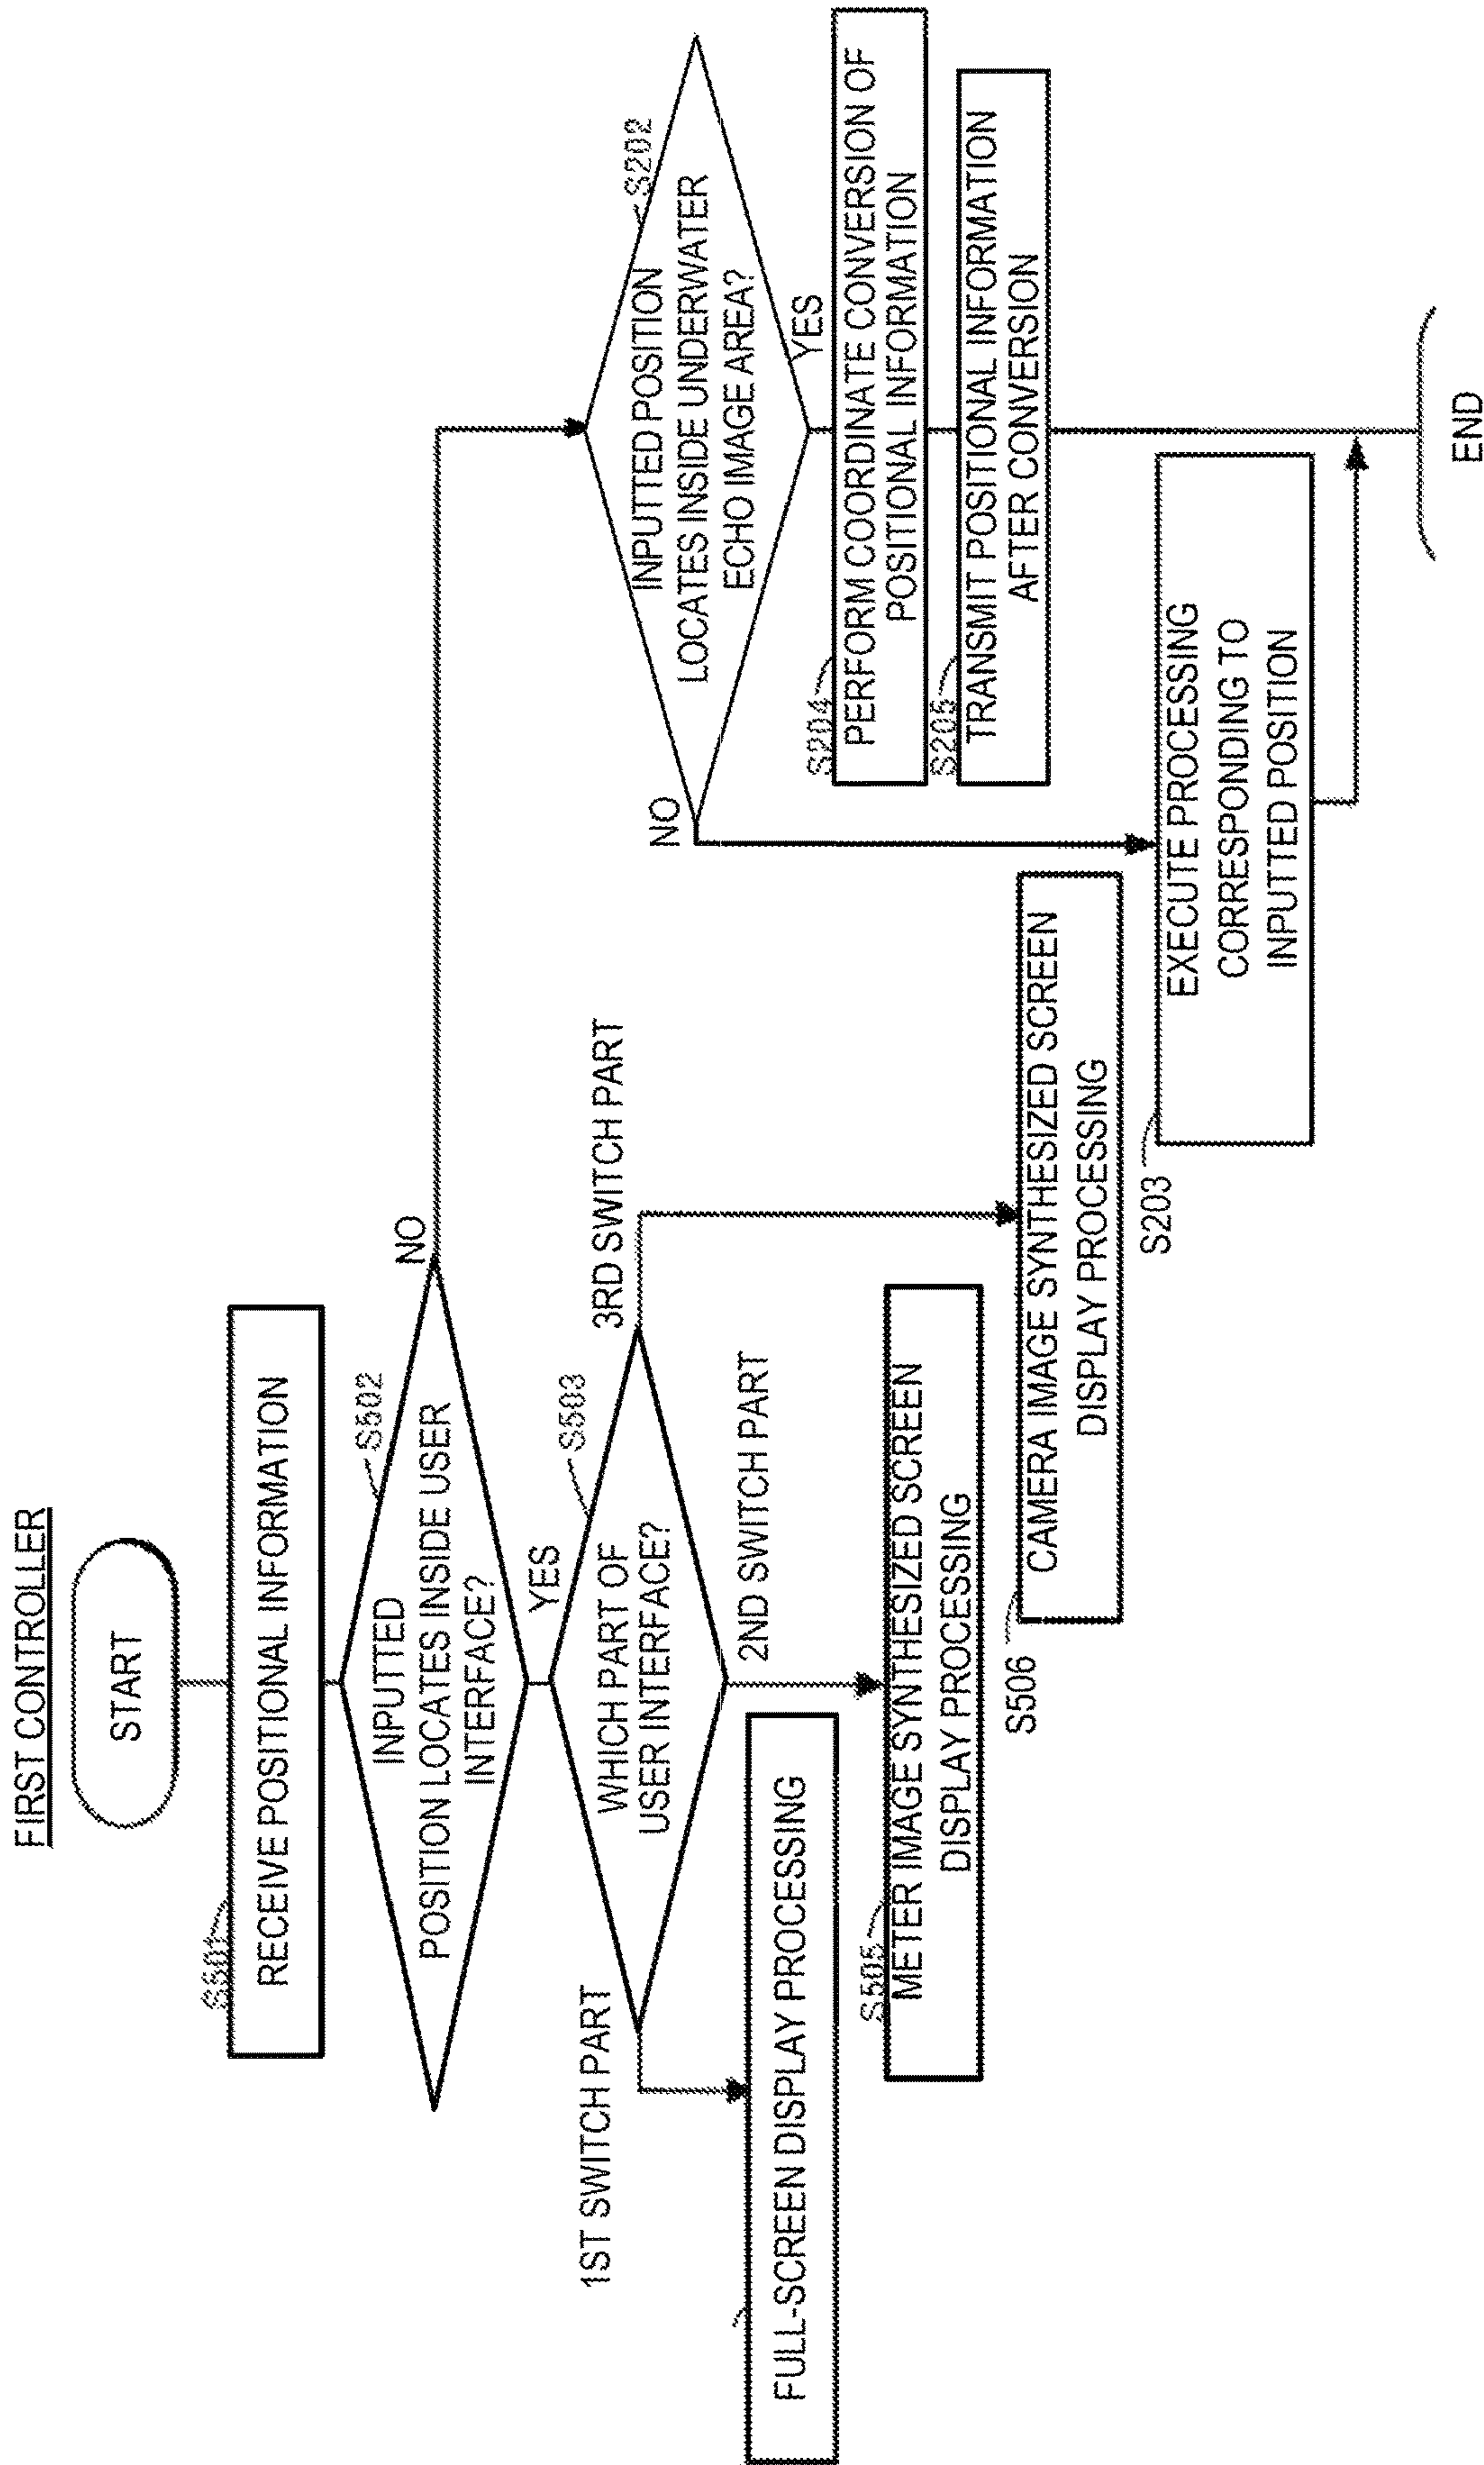 FIRST CONTROLLER
START
S501
RECEIVE POSITIONAL INFORMATION
S502
INPUTTED
POSITION LOCATES INSIDE USER
INTERFACE?
NO
YES
S503
WHICH PART OF
USER INTERFACE?
1ST SWITCH PART
2ND SWITCH PART
3RD SWITCH PART
FULL-SCREEN DISPLAY PROCESSING
S505
METER IMAGE SYNTHESIZED SCREEN
DISPLAY PROCESSING
S506
CAMERA IMAGE SYNTHESIZED SCREEN
DISPLAY PROCESSING
S202
INPUTTED POSITION
LOCATES INSIDE UNDERWATER
ECHO IMAGE AREA?
NO
YES
S204
PERFORM COORDINATE CONVERSION OF
POSITIONAL INFORMATION
S205
TRANSMIT POSITIONAL INFORMATION
AFTER CONVERSION
S203
EXECUTE PROCESSING
CORRESPONDING TO
INPUTTED POSITION
END